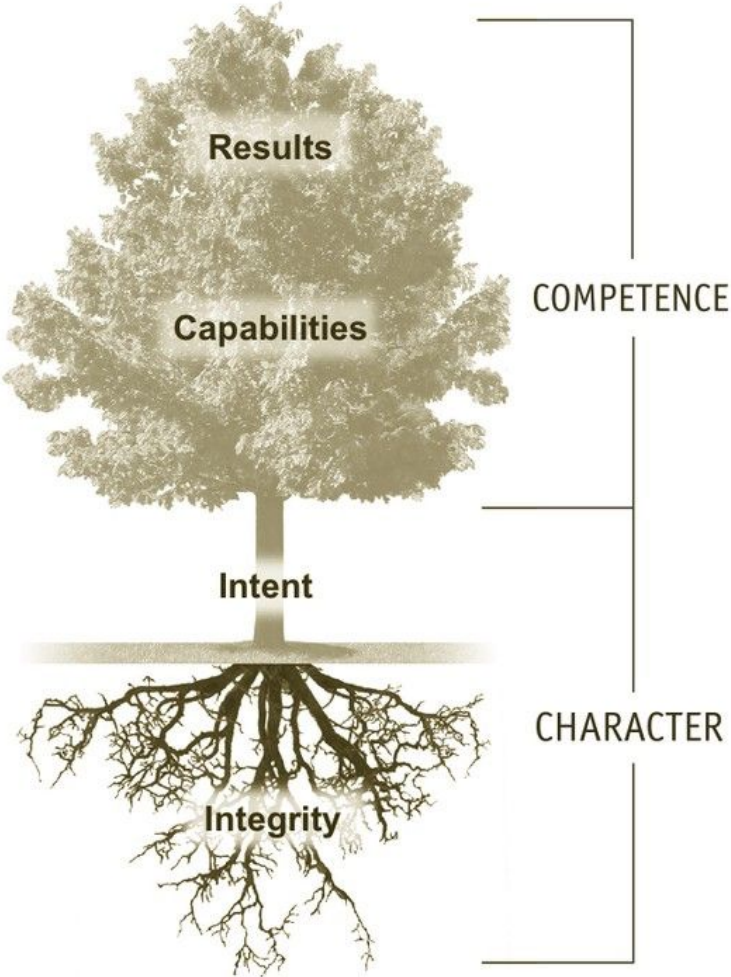 Results
Capabilities
COMPETENCE
Intent
CHARACTER
Integrity